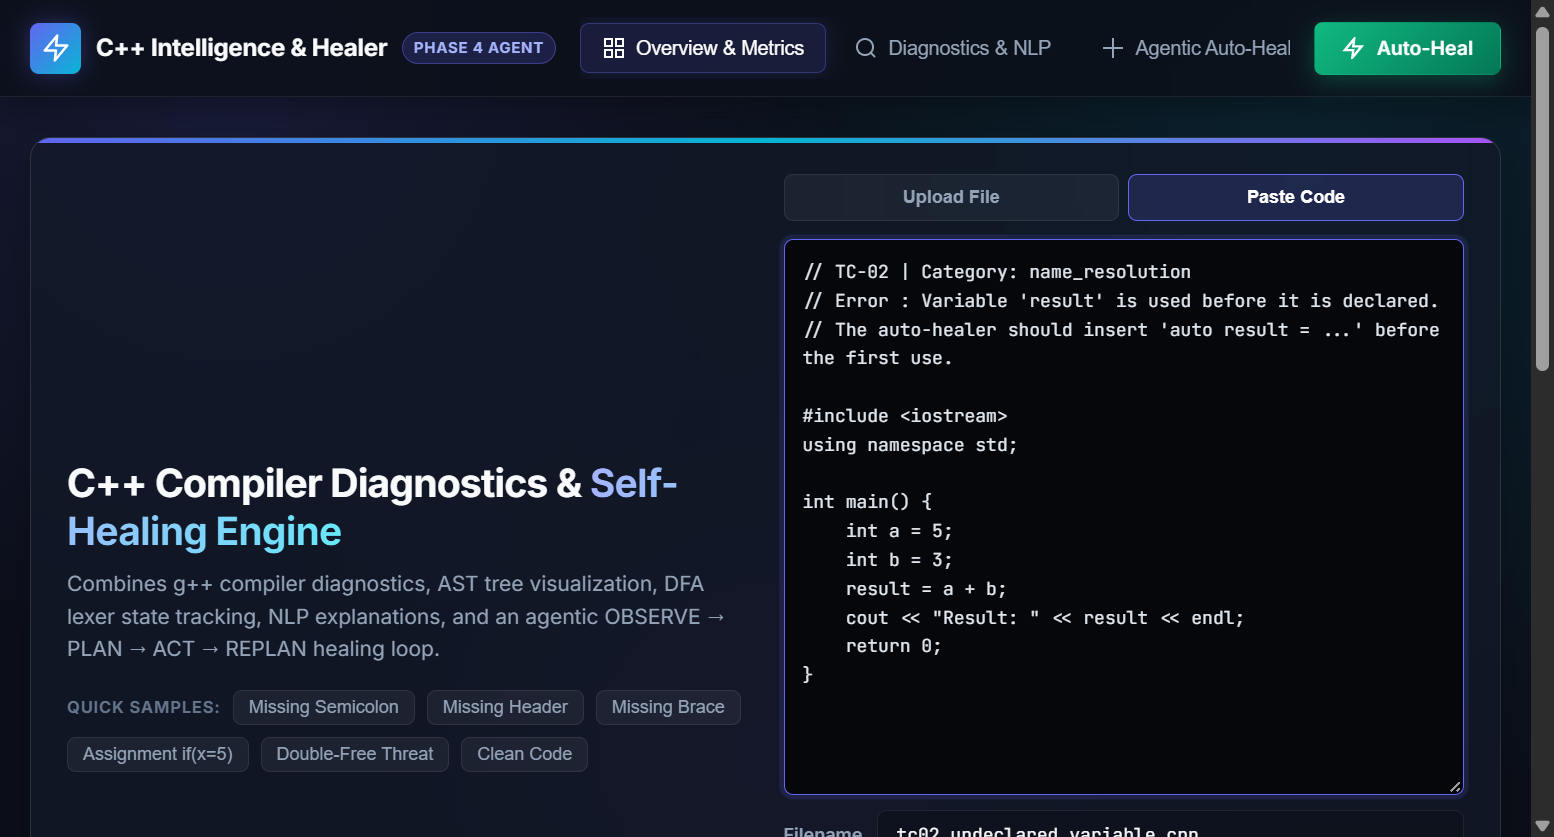 C++ Intelligence & Healer
PHASE 4 AGENT
Overview & Metrics
Diagnostics & NLP
Agentic Auto-Heal
Auto-Heal
Upload File
Paste Code
// TC-02 | Category: name_resolution
// Error : Variable 'result' is used before it is declared.
// The auto-healer should insert 'auto result = ...' before
the first use.
#include <iostream>
using namespace std;
int main() {
    int a = 5;
    int b = 3;
    result = a + b;
    cout << "Result: " << result << endl;
    return 0;
}
C++ Compiler Diagnostics & Self-
Healing Engine
Combines g++ compiler diagnostics, AST tree visualization, DFA
lexer state tracking, NLP explanations, and an agentic OBSERVE →
PLAN → ACT → REPLAN healing loop.
QUICK SAMPLES:
Missing Semicolon
Missing Header
Missing Brace
Assignment if(x=5)
Double-Free Threat
Clean Code
Filename
tc02_undeclared_variable.cpp